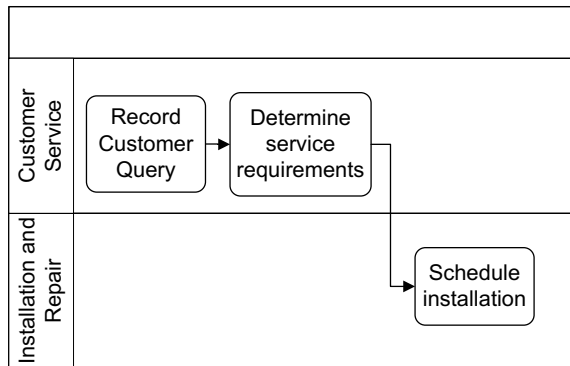 Customer
Service
Record
Customer
Query
Determine
service
requirements
Installation and
Repair
Schedule
installation